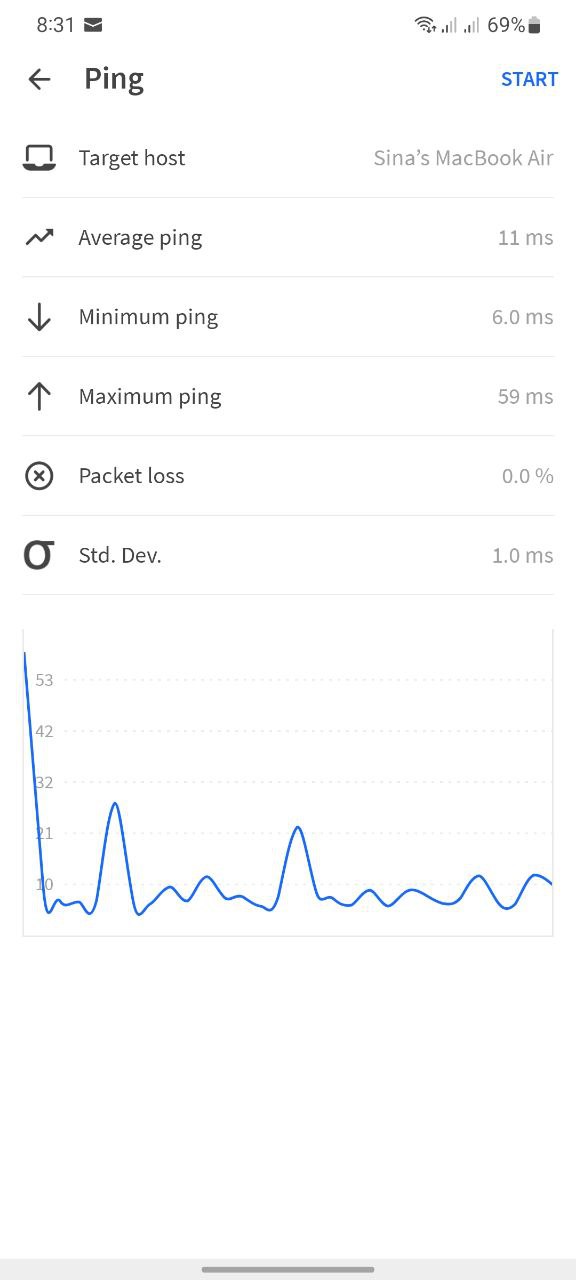 8:31 69%
Ping START
Target host Sina’s MacBook Air
Average ping 11 ms
Minimum ping 6.0 ms
Maximum ping 59 ms
Packet loss 0.0 %
σ Std. Dev. 1.0 ms
53
42
32
21
10